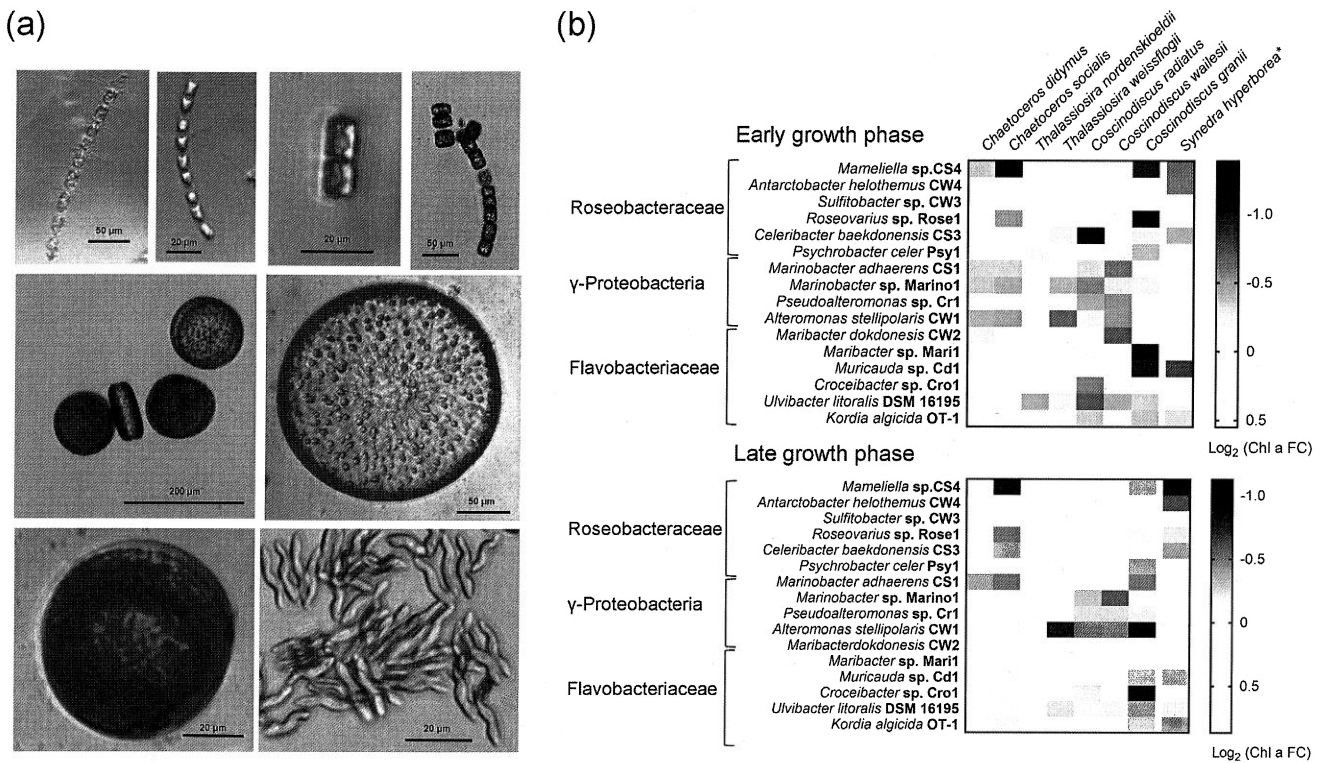 (a)
50 µm
20 µm
20 µm
50 µm
200 µm
50 µm
20 µm
20 µm
(b)
Chaetoceros didymus
Chaetoceros socialis
Thalassiosira nordenskioeldii
Thalassiosira weissflogii
Coscinodiscus radiatus
Coscinodiscus wailesii
Coscinodiscus granii
Synedra hyperborea*
Early growth phase
Roseobacteraceae
γ-Proteobacteria
Flavobacteriaceae
Mameliella sp.CS4
Antarctobacter helothemus CW4
Sulfitobacter sp. CW3
Roseovarius sp. Rose1
Celeribacter baekdonensis CS3
Psychrobacter celer Psy1
Marinobacter adhaerens CS1
Marinobacter sp. Marino1
Pseudoalteromonas sp. Cr1
Alteromonas stellipolaris CW1
Maribacter dokdonesis CW2
Maribacter sp. Mari1
Muricauda sp. Cd1
Croceibacter sp. Cro1
Ulvibacter litoralis DSM 16195
Kordia algicida OT-1
-1.0
-0.5
0
0.5
Log2 (Chl a FC)
Late growth phase
Roseobacteraceae
γ-Proteobacteria
Flavobacteriaceae
Mameliella sp.CS4
Antarctobacter helothemus CW4
Sulfitobacter sp. CW3
Roseovarius sp. Rose1
Celeribacter baekdonensis CS3
Psychrobacter celer Psy1
Marinobacter adhaerens CS1
Marinobacter sp. Marino1
Pseudoalteromonas sp. Cr1
Alteromonas stellipolaris CW1
Maribacterdokdonesis CW2
Maribacter sp. Mari1
Muricauda sp. Cd1
Croceibacter sp. Cro1
Ulvibacter litoralis DSM 16195
Kordia algicida OT-1
-1.0
-0.5
0
0.5
Log2 (Chl a FC)